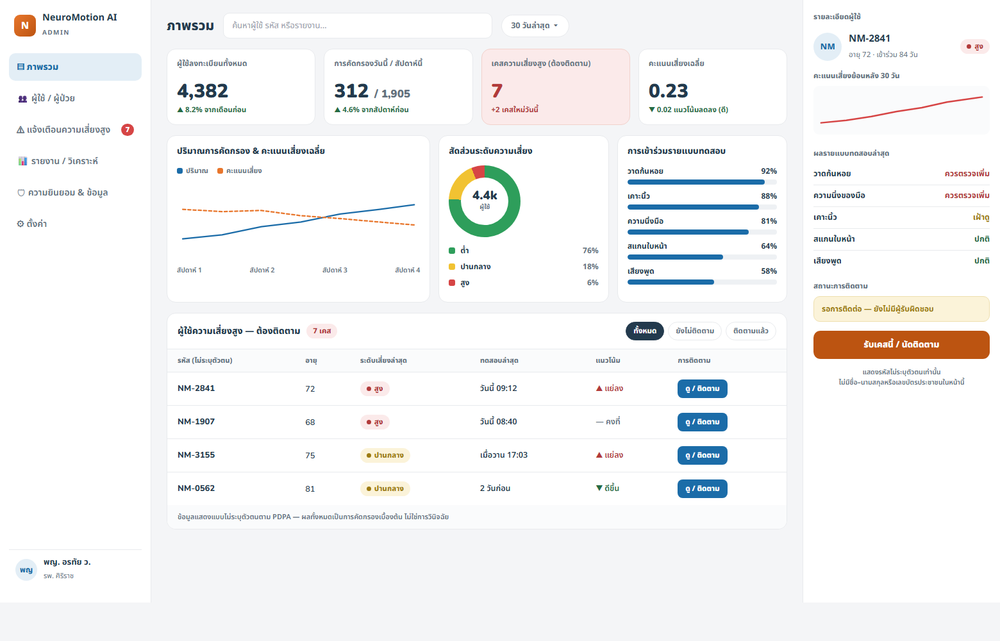 N
NeuroMotion AI
ADMIN
ภาพรวม
ผู้ใช้ / ผู้ป่วย
แจ้งเตือนความเสี่ยงสูง 7
รายงาน / วิเคราะห์
ความยินยอม & ข้อมูล
ตั้งค่า
พญ
พญ. อรทัย ว.
รพ. ศิริราช
ภาพรวม
ค้นหาผู้ใช้ รหัส หรือรายงาน...
30 วันล่าสุด
ผู้ใช้ลงทะเบียนทั้งหมด
4,382
▲ 8.2% จากเดือนก่อน
การคัดกรองวันนี้ / สัปดาห์นี้
312 / 1,905
▲ 4.6% จากสัปดาห์ก่อน
เคสความเสี่ยงสูง (ต้องติดตาม)
7
+2 เคสใหม่วันนี้
คะแนนเสี่ยงเฉลี่ย
0.23
▼ 0.02 แนวโน้มลดลง (ดี)
ปริมาณการคัดกรอง & คะแนนเสี่ยงเฉลี่ย
ปริมาณ คะแนนเสี่ยง
สัปดาห์ 1 สัปดาห์ 2 สัปดาห์ 3 สัปดาห์ 4
สัดส่วนระดับความเสี่ยง
4.4k
ผู้ใช้
ต่ำ 76%
ปานกลาง 18%
สูง 6%
การเข้าร่วมรายแบบทดสอบ
วาดก้นหอย 92%
เคาะนิ้ว 88%
ความนิ่งมือ 81%
สแกนใบหน้า 64%
เสียงพูด 58%
ผู้ใช้ความเสี่ยงสูง — ต้องติดตาม 7 เคส
ทั้งหมด ยังไม่ติดตาม ติดตามแล้ว
รหัส (ไม่ระบุตัวตน) อายุ ระดับเสี่ยงล่าสุด ทดสอบล่าสุด แนวโน้ม การติดตาม
NM-2841 72 สูง วันนี้ 09:12 ▲ แย่ลง ดู / ติดตาม
NM-1907 68 สูง วันนี้ 08:40 — คงที่ ดู / ติดตาม
NM-3155 75 ปานกลาง เมื่อวาน 17:03 ▲ แย่ลง ดู / ติดตาม
NM-0562 81 ปานกลาง 2 วันก่อน ▼ ดีขึ้น ดู / ติดตาม
ข้อมูลแสดงแบบไม่ระบุตัวตนตาม PDPA — ผลทั้งหมดเป็นการคัดกรองเบื้องต้น ไม่ใช่การวินิจฉัย
รายละเอียดผู้ใช้
NM
NM-2841
อายุ 72 · เข้าร่วม 84 วัน
สูง
คะแนนเสี่ยงย้อนหลัง 30 วัน
ผลรายแบบทดสอบล่าสุด
วาดก้นหอย ควรตรวจเพิ่ม
ความนิ่งของมือ ควรตรวจเพิ่ม
เคาะนิ้ว เฝ้าดู
สแกนใบหน้า ปกติ
เสียงพูด ปกติ
สถานะการติดตาม
รอการติดต่อ — ยังไม่มีผู้รับผิดชอบ
รับเคสนี้ / นัดติดตาม
แสดงรหัสไม่ระบุตัวตนเท่านั้น
ไม่มีชื่อ–นามสกุลหรือเลขบัตรประชาชนในหน้านี้